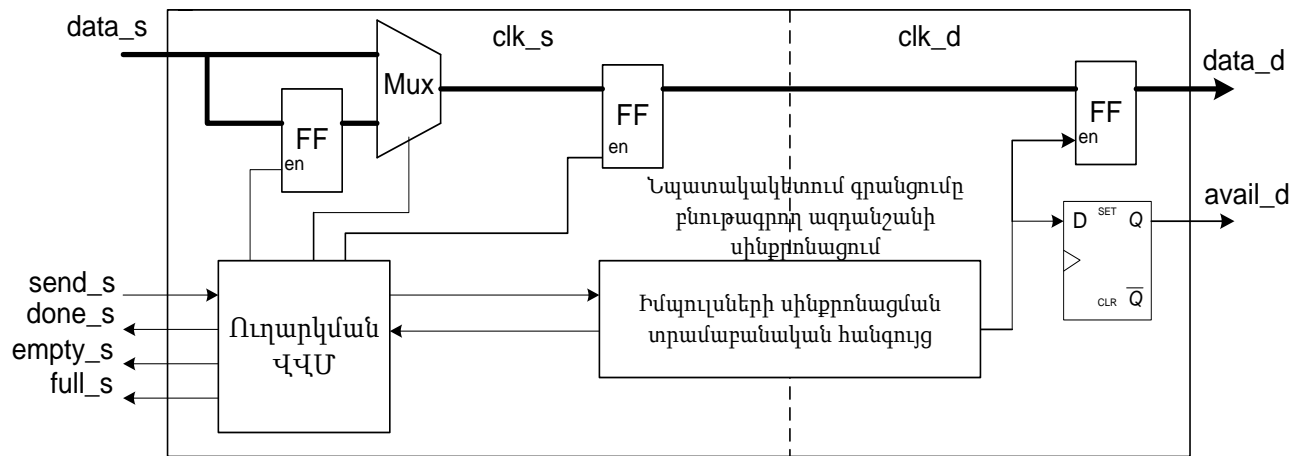 data_s
clk_s
clk_d
data_d
Mux
FF
en
FF
en
FF
en
Նպատակակետում գրանցումը
բնութագրող ազդանշանի
սինքրոնացում
avail_d
D SET Q
CLR Q
send_s
done_s
empty_s
full_s
Ուղարկման
ՎՎՄ
Իմպուլսների սինքրոնացման
տրամաբանական հանգույց